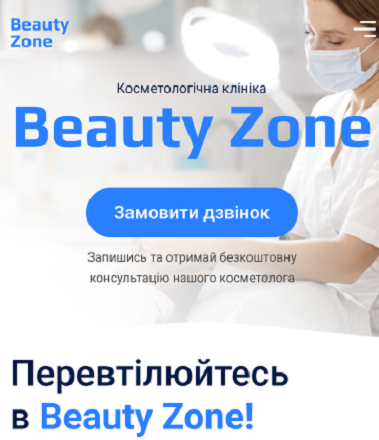 Beauty
Zone
Косметологічна клініка
Beauty Zone
Замовити дзвінок
Запишись та отримай безкоштовну
консультацію нашого косметолога
Перевтілюйтесь
в Beauty Zone!